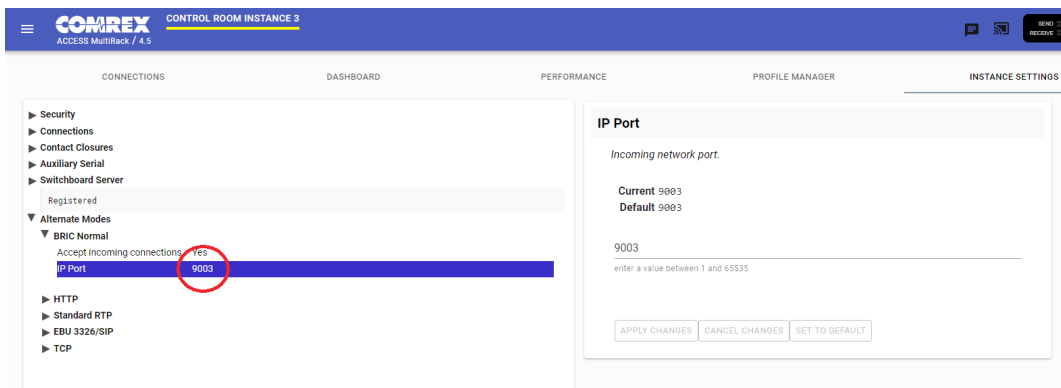 COMREX
ACCESS MultiRack / 4.5
CONTROL ROOM INSTANCE 3
SEND
RECEIVE
CONNECTIONS DASHBOARD PERFORMANCE PROFILE MANAGER INSTANCE SETTINGS
Security
Connections
Contact Closures
Auxiliary Serial
Switchboard Server
Registered
Alternate Modes
BRIC Normal
Accept incoming connections Yes
IP Port 9003
HTTP
Standard RTP
EBU 3326/SIP
TCP
IP Port
Incoming network port.
Current 9003
Default 9003
9003
enter a value between 1 and 65535
APPLY CHANGES CANCEL CHANGES SET TO DEFAULT